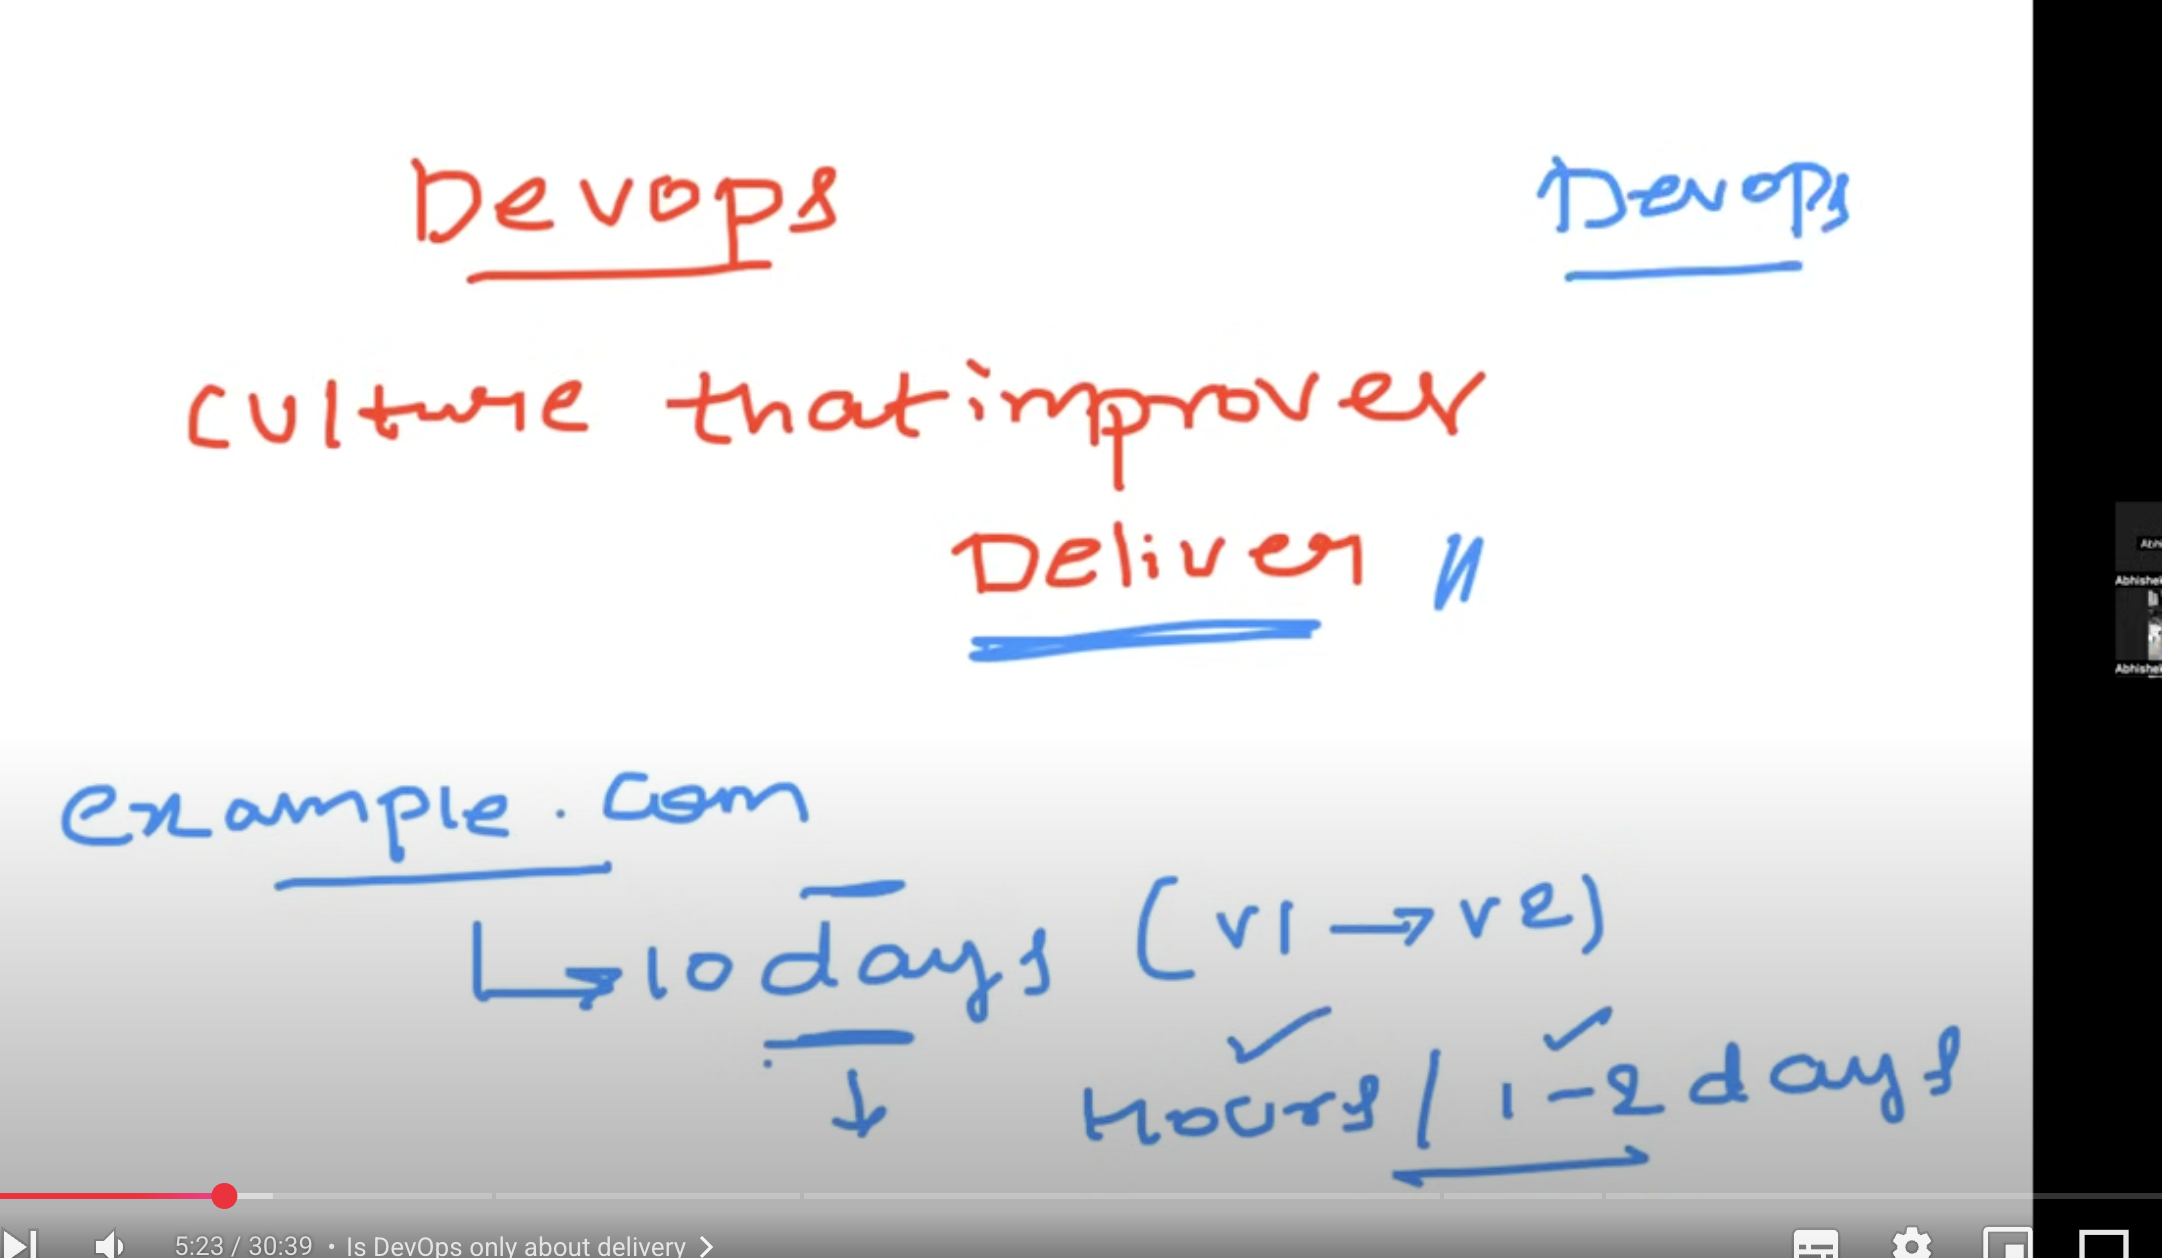 Devops
Devops
culture that improves
Delivery
example.com
↳ 10 days (v1 → v2)
↓ Hours / 1-2 days
Abhishek
Abhishek
5:23 / 30:39 • Is DevOps only about delivery >